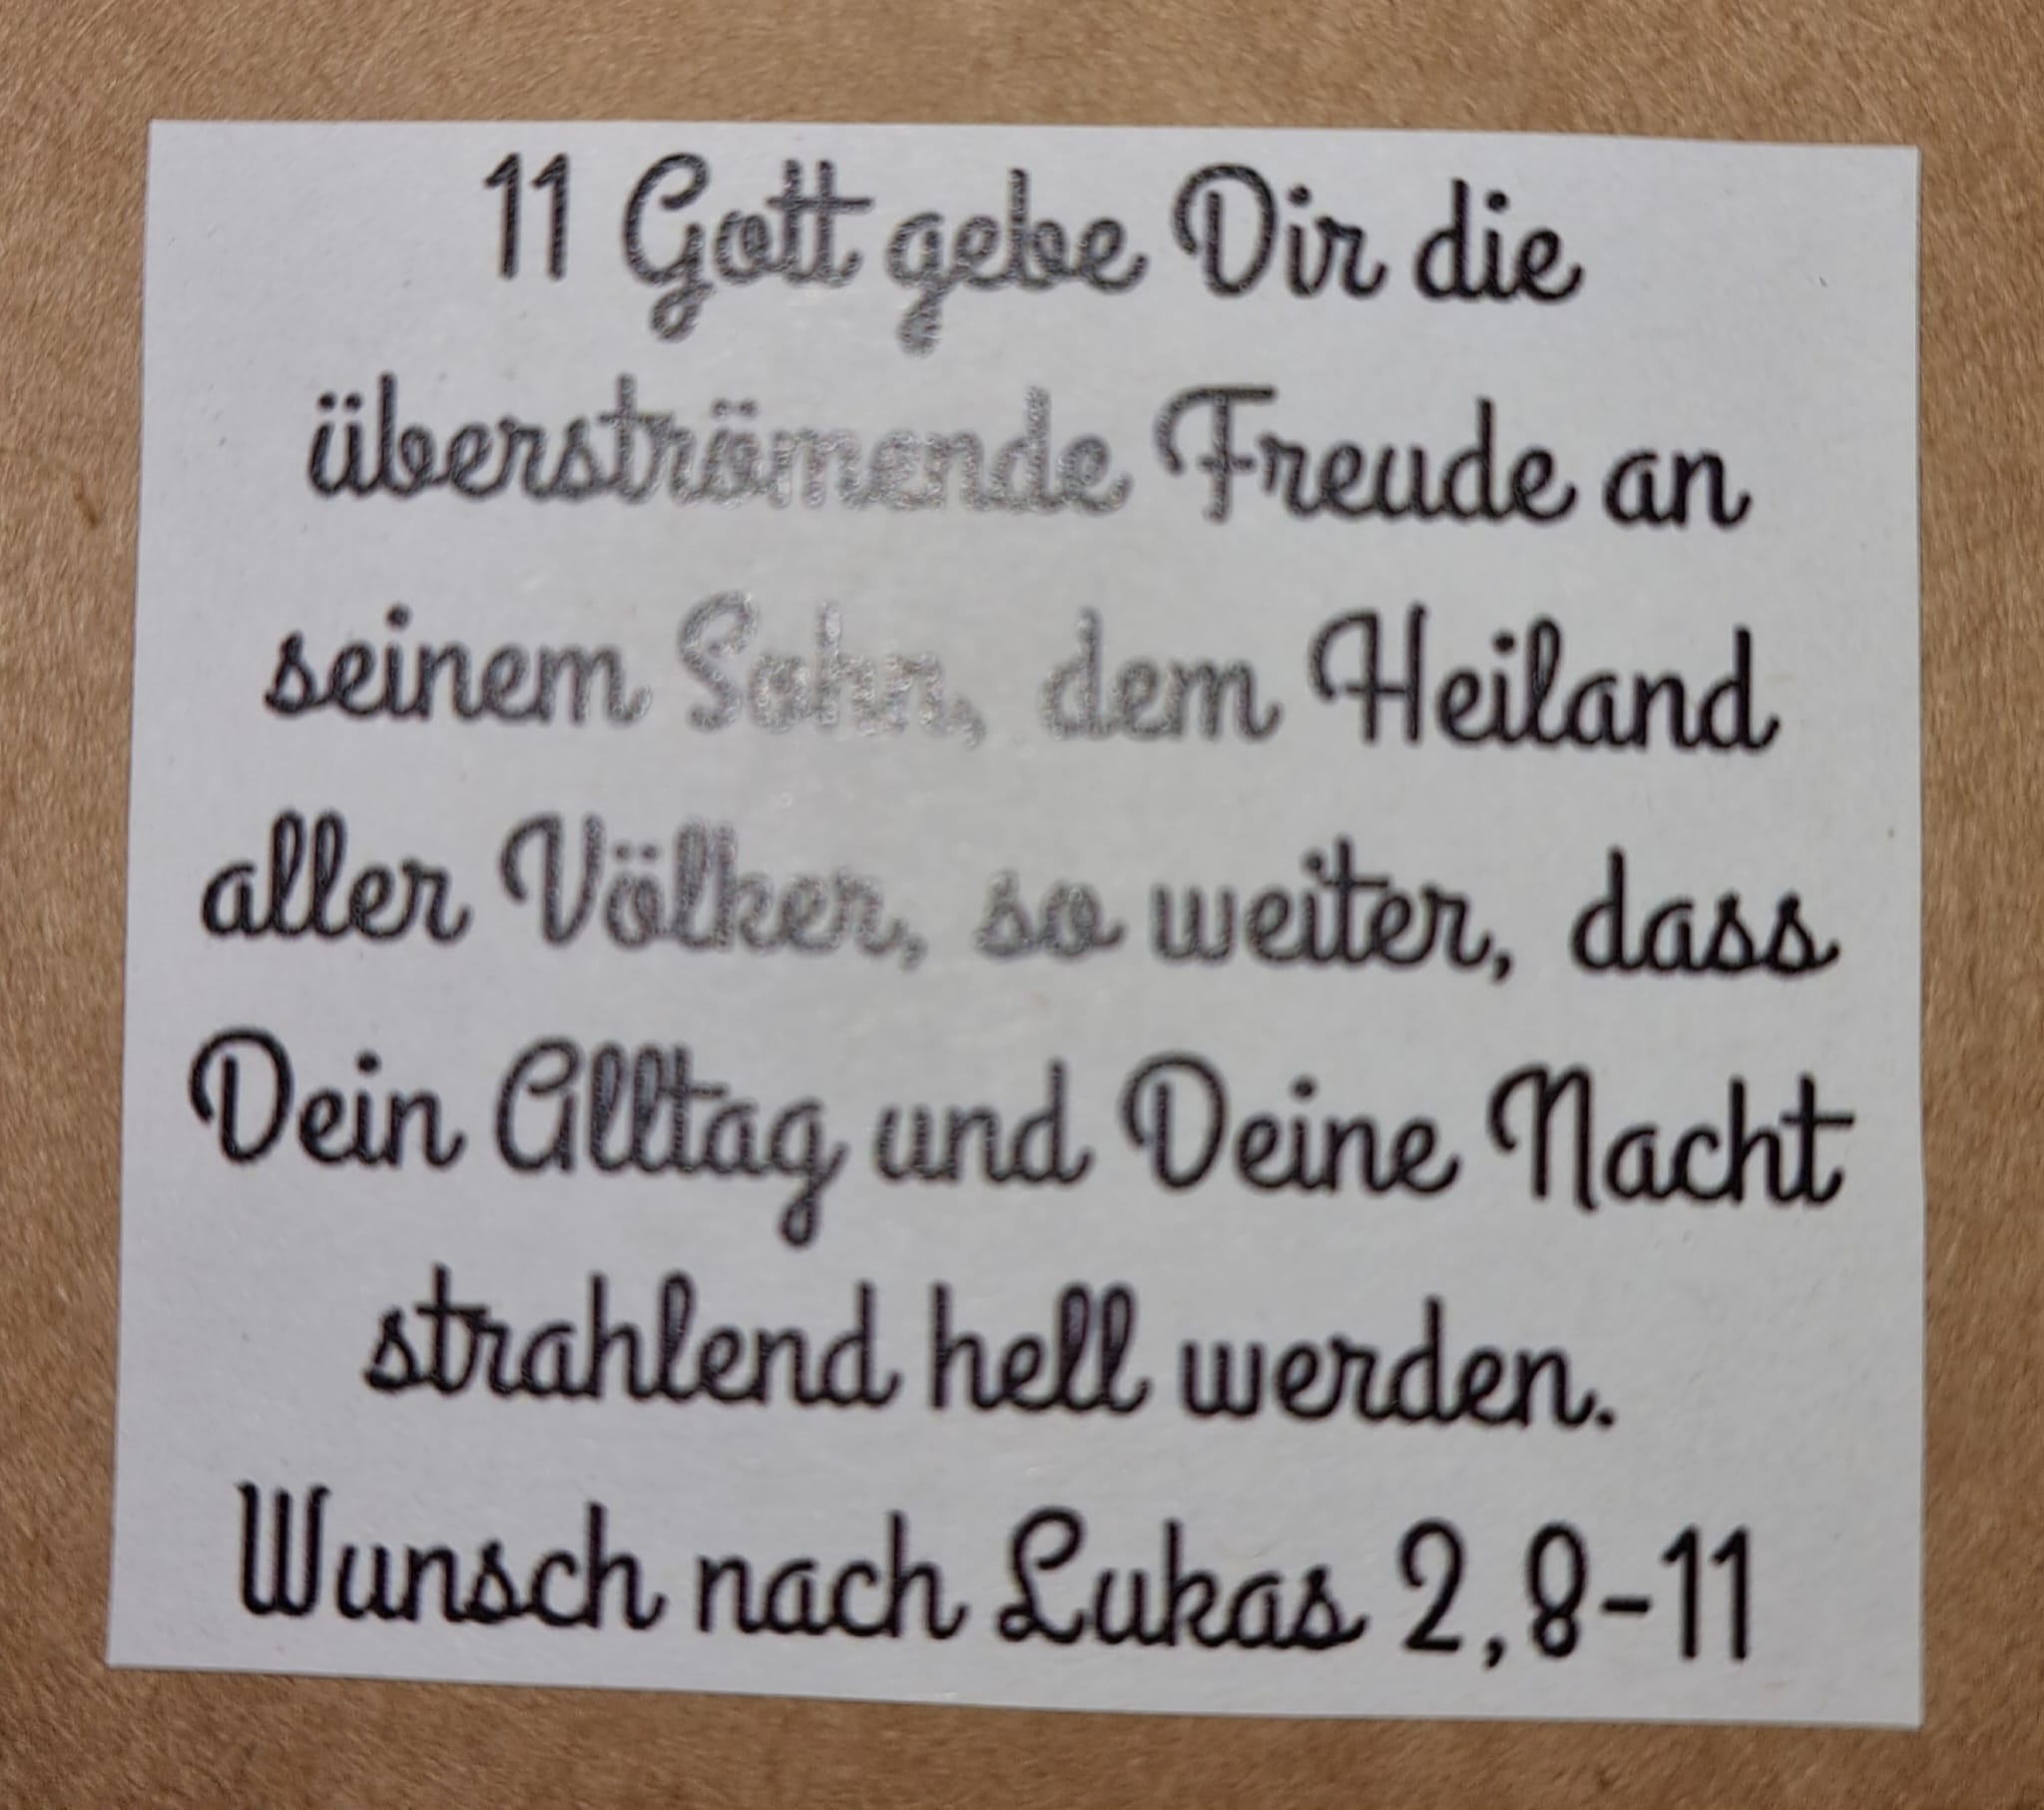 11 Gott gebe Dir die
überströmende Freude an
seinem Sohn, dem Heiland
aller Völker, so weiter, dass
Dein Alltag und Deine Nacht
strahlend hell werden.
Wunsch nach Lukas 2,8-11